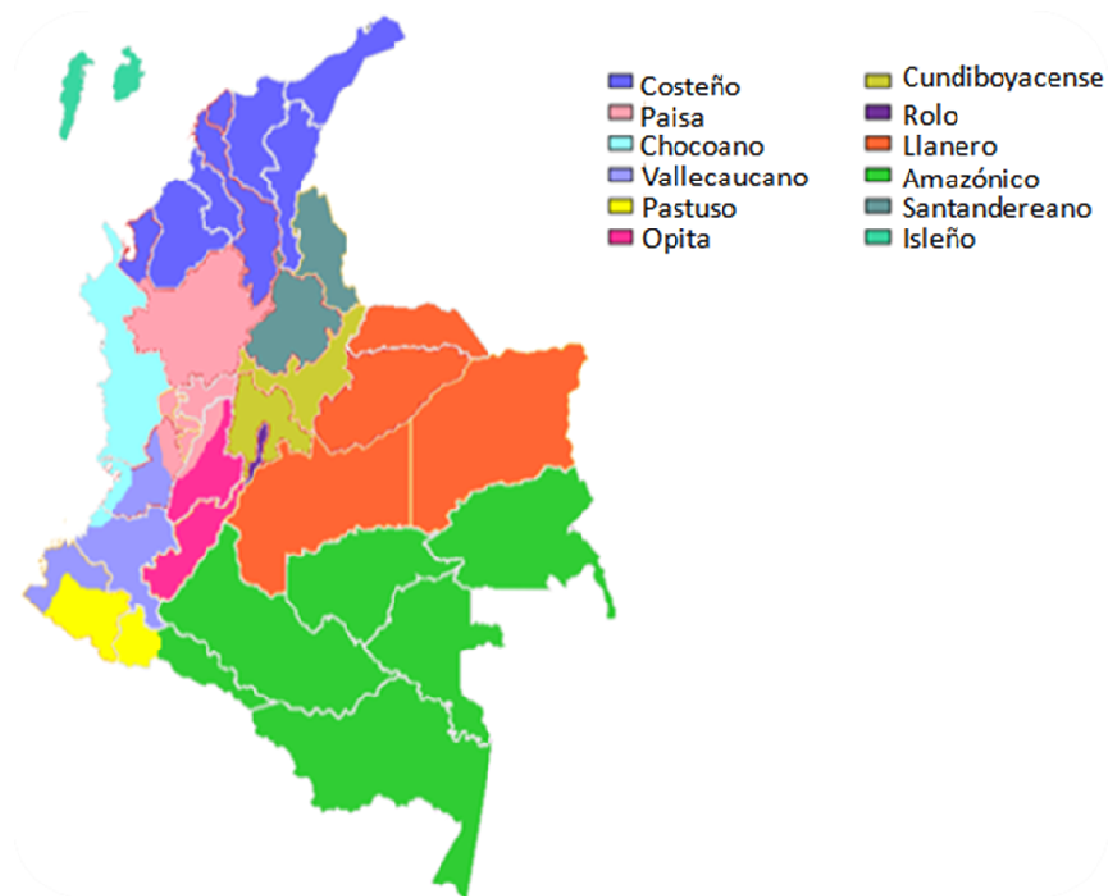 Costeño
Paisa
Chocoano
Vallecaucano
Pastuso
Opita
Cundiboyacense
Rolo
Llanero
Amazónico
Santandereano
Isleño